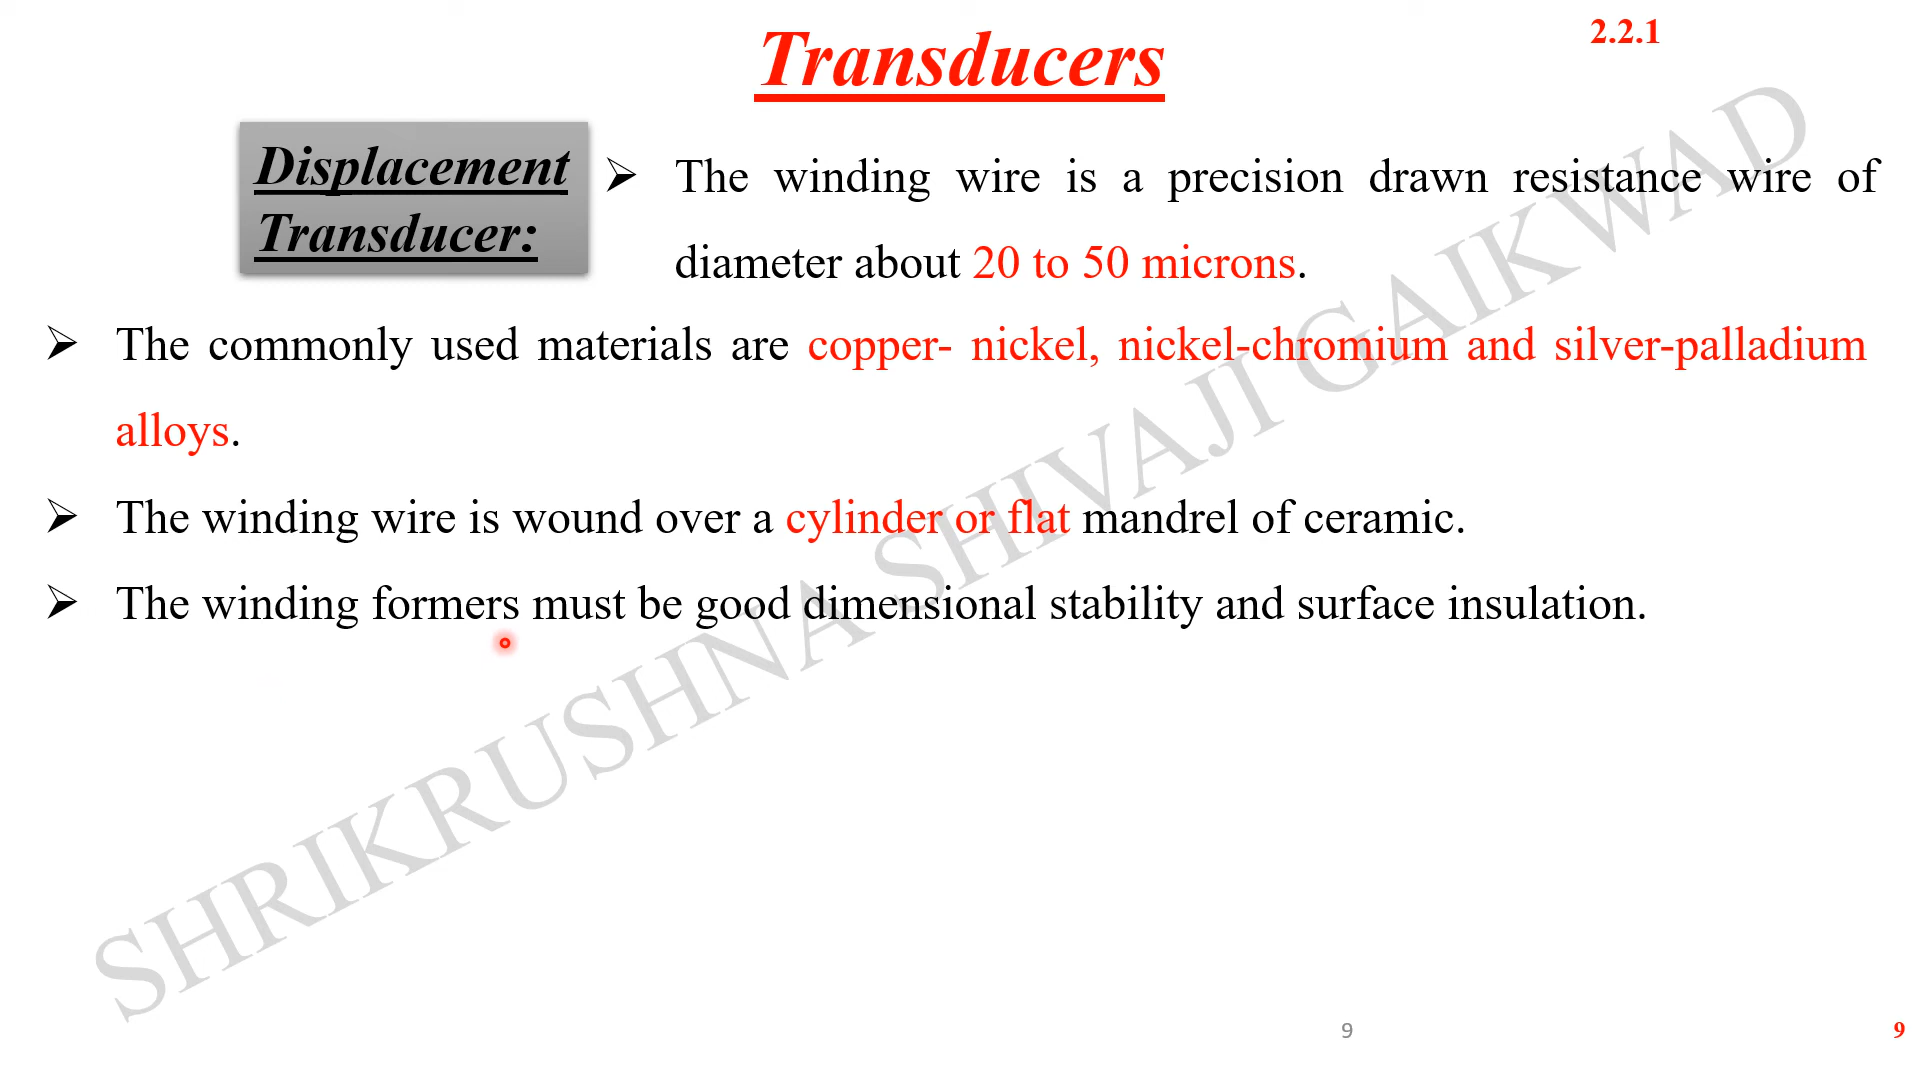 Transducers
2.2.1
Displacement
Transducer:
➢ The winding wire is a precision drawn resistance wire of
diameter about 20 to 50 microns.
➢ The commonly used materials are copper- nickel, nickel-chromium and silver-palladium
alloys.
➢ The winding wire is wound over a cylinder or flat mandrel of ceramic.
➢ The winding formers must be good dimensional stability and surface insulation.
SHRIKRUSHNA SHIVAJI GAIKWAD
9
9